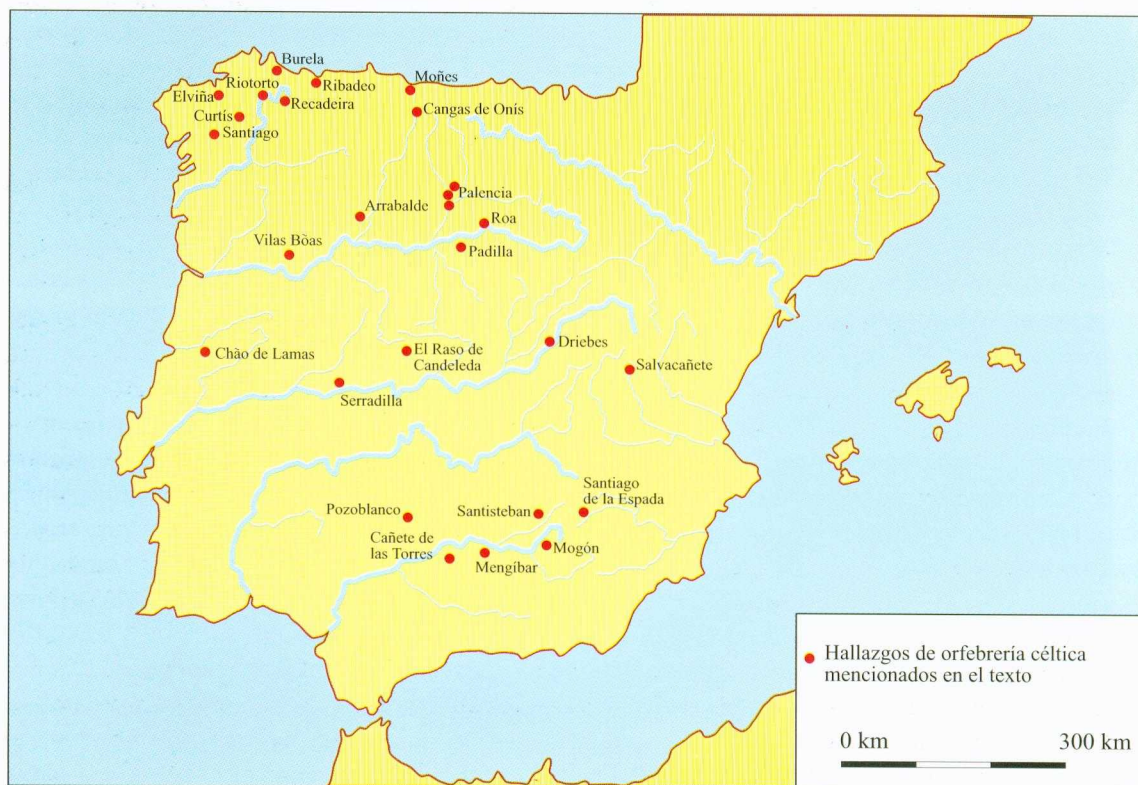 Burela
Ribadeo
Moñes
Riotorto
Elviña
Recadeira
Cangas de Onís
Curtís
Santiago
Palencia
Arrabalde
Roa
Vilas Bòas
Padilla
Driebes
Chão de Lamas
El Raso de
Candeleda
Salvacañete
Serradilla
Santiago
de la Espada
Pozoblanco
Santisteban
Cañete de
las Torres
Mogón
Mengíbar
Hallazgos de orfebrería céltica
mencionados en el texto
0 km 300 km